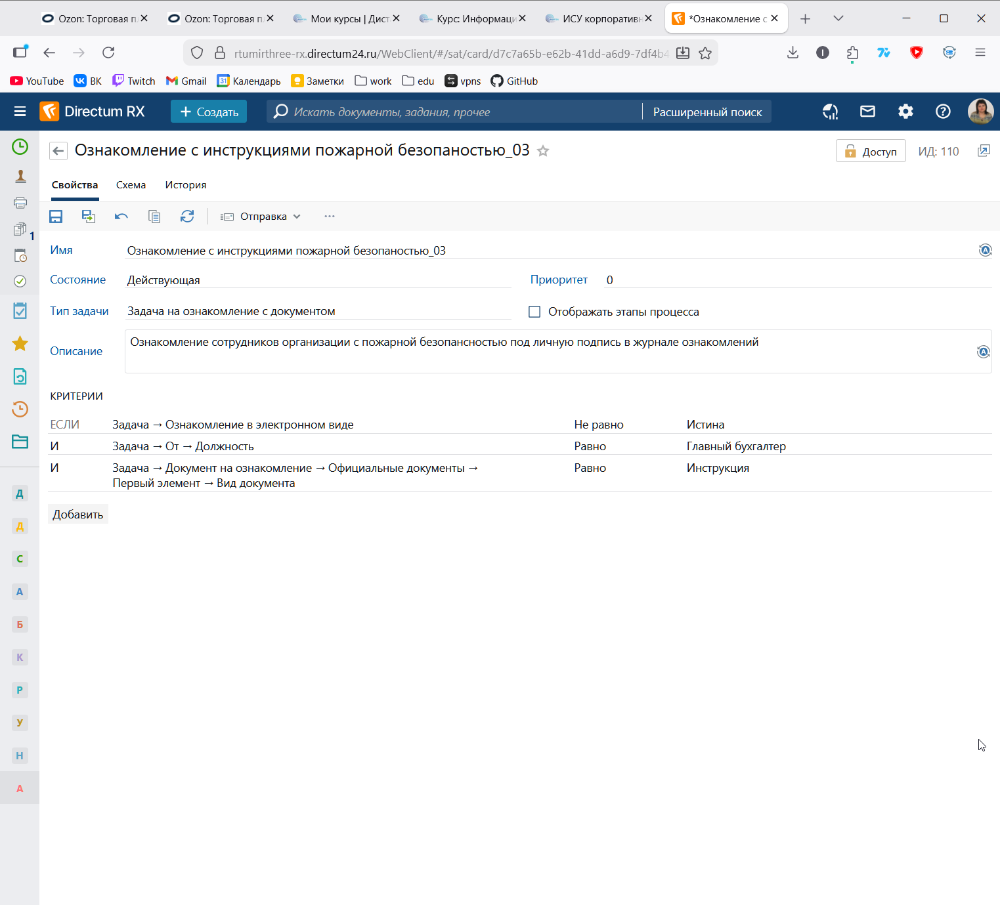 Ozon: Торговая п
Ozon: Торговая п
Мои курсы | Дист
Курс: Информаци
ИСУ корпоративн
*Ознакомление с
rtumirthree-rx.directum24.ru/WebClient/#/sat/card/d7c7a65b-e62b-41dd-a6d9-7df4b4
YouTube
ВК
Twitch
Gmail
31
Календарь
Заметки
work
edu
vpns
GitHub
Directum RX
+ Создать
Искать документы, задания, прочее
Расширенный поиск
Ознакомление с инструкциями пожарной безопаностью_03
Доступ
ИД: 110
Свойства
Схема
История
Отправка
1
Имя
Ознакомление с инструкциями пожарной безопаностью_03
Состояние
Действующая
Приоритет
0
Тип задачи
Задача на ознакомление с документом
Отображать этапы процесса
Описание
Ознакомление сотрудников организации с пожарной безопансностью под личную подпись в журнале ознакомлений
КРИТЕРИИ
ЕСЛИ
Задача → Ознакомление в электронном виде
Не равно
Истина
И
Задача → От → Должность
Равно
Главный бухгалтер
И
Задача → Документ на ознакомление → Официальные документы →
Первый элемент → Вид документа
Равно
Инструкция
Добавить
Д
Д
С
А
Б
К
Р
У
Н
А